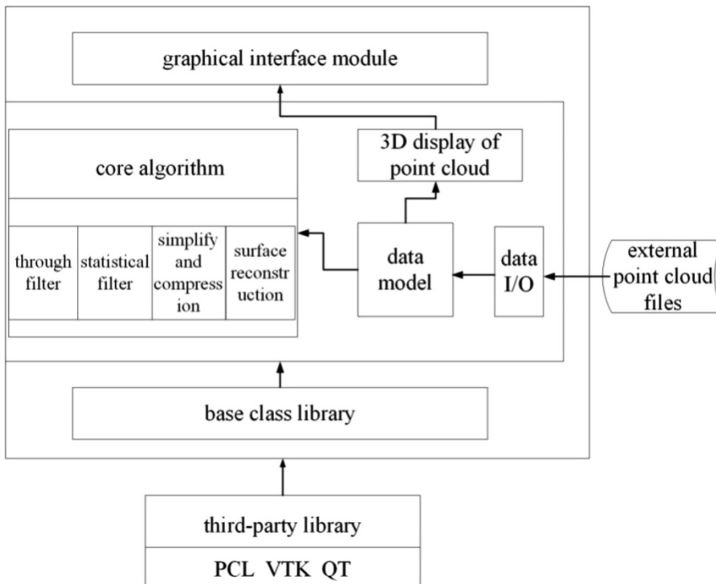 graphical interface module
3D display of
point cloud
core algorithm
through
filter
statistical
filter
simplify
and
compress
ion
surface
reconstr
uction
data
model
data
I/O
external
point cloud
files
base class library
third-party library
PCL VTK QT